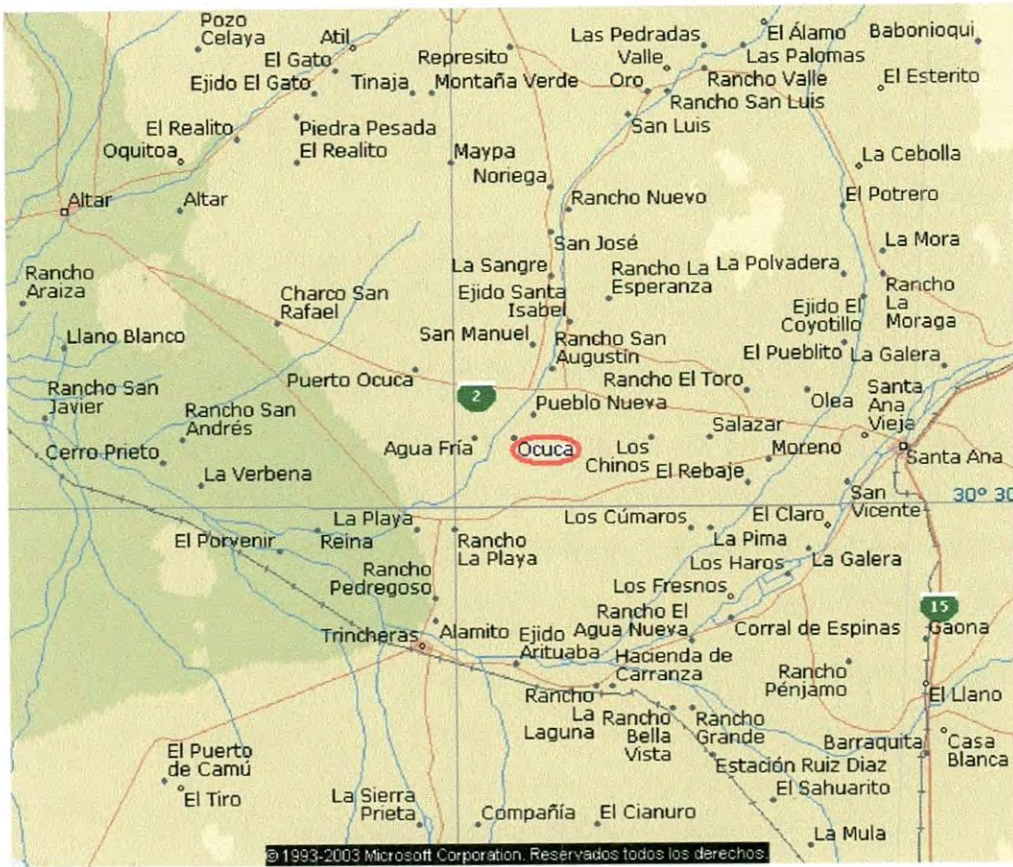 Pozo
Celaya
Atil
El Gato
Ejido El Gato
Tinaja
Represito
Montaña Verde
Las Pedradas
Valle
Oro
El Álamo
Las Palomas
Rancho Valle
Rancho San Luis
San Luis
Babonioqui
El Esterito
El Realito
Oquitoa
Piedra Pesada
El Realito
Maypa
Noriega
La Cebolla
Altar
Altar
Rancho Nuevo
El Potrero
San José
La Mora
Rancho
Araiza
La Sangre
Ejido Santa
Isabel
Rancho La
Esperanza
La Polvadera
Rancho
La
Moraga
Charco San
Rafael
Ejido El
Coyotillo
Llano Blanco
San Manuel
Rancho San
Augustín
El Pueblito
La Galera
Puerto Ocuca
2
Rancho El Toro
Olea
Santa
Ana
Vieja
Rancho San
Javier
Rancho San
Andrés
Pueblo Nueva
Salazar
Cerro Prieto
Agua Fría
Ocuca
Los
Chinos
El Rebaje
Moreno
Santa Ana
La Verbena
San
Vicente
30° 30
La Playa
Reina
El Porvenir
Rancho
La Playa
Los Cúmaros
La Pima
El Claro
La Galera
Rancho
Pedregoso
Los Haros
Los Fresnos
15
Trincheras
Alamito
Ejido
Arituaba
Rancho El
Agua Nueva
Corral de Espinas
Gaona
Hacienda de
Carranza
Rancho
Pénjamo
El Llano
Rancho
La
Laguna
Rancho
Bella
Vista
Rancho
Grande
Barraquita
Casa
Blanca
El Puerto
de Camú
El Tiro
Estación Ruiz Diaz
El Sahuarito
La Sierra
Prieta
Compañía
El Cianuro
La Mula
© 1993-2003 Microsoft Corporation. Reservados todos los derechos.